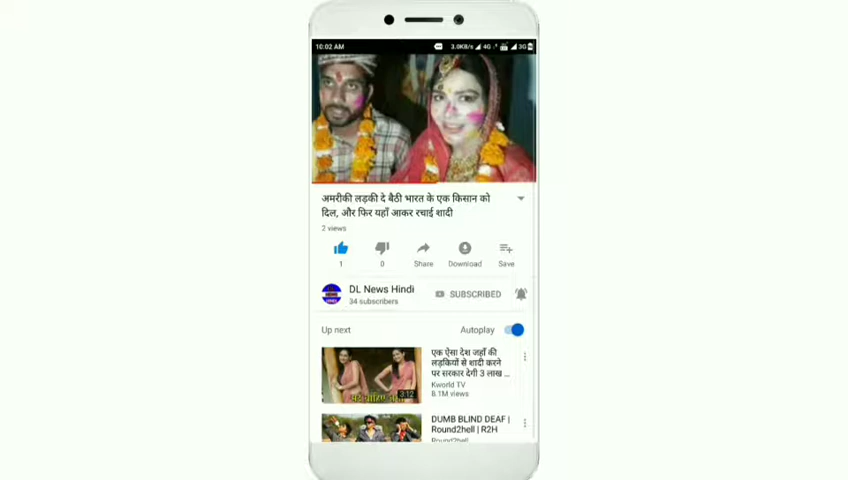 10:02 AM 3.0KB/s 4G 3G
अमरीकी लड़की दे बैठी भारत के एक किसान को
दिल, और फिर यहाँ आकर रचाई शादी
2 views
1 0 Share Download Save
DL News Hindi
34 subscribers
SUBSCRIBED
Up next Autoplay
एक ऐसा देश जहाँ की
लड़कियों से शादी करने
पर सरकार देगी 3 लाख ...
Kworld TV
8.1M views
3:12
DUMB BLIND DEAF |
Round2hell | R2H
Round2hell